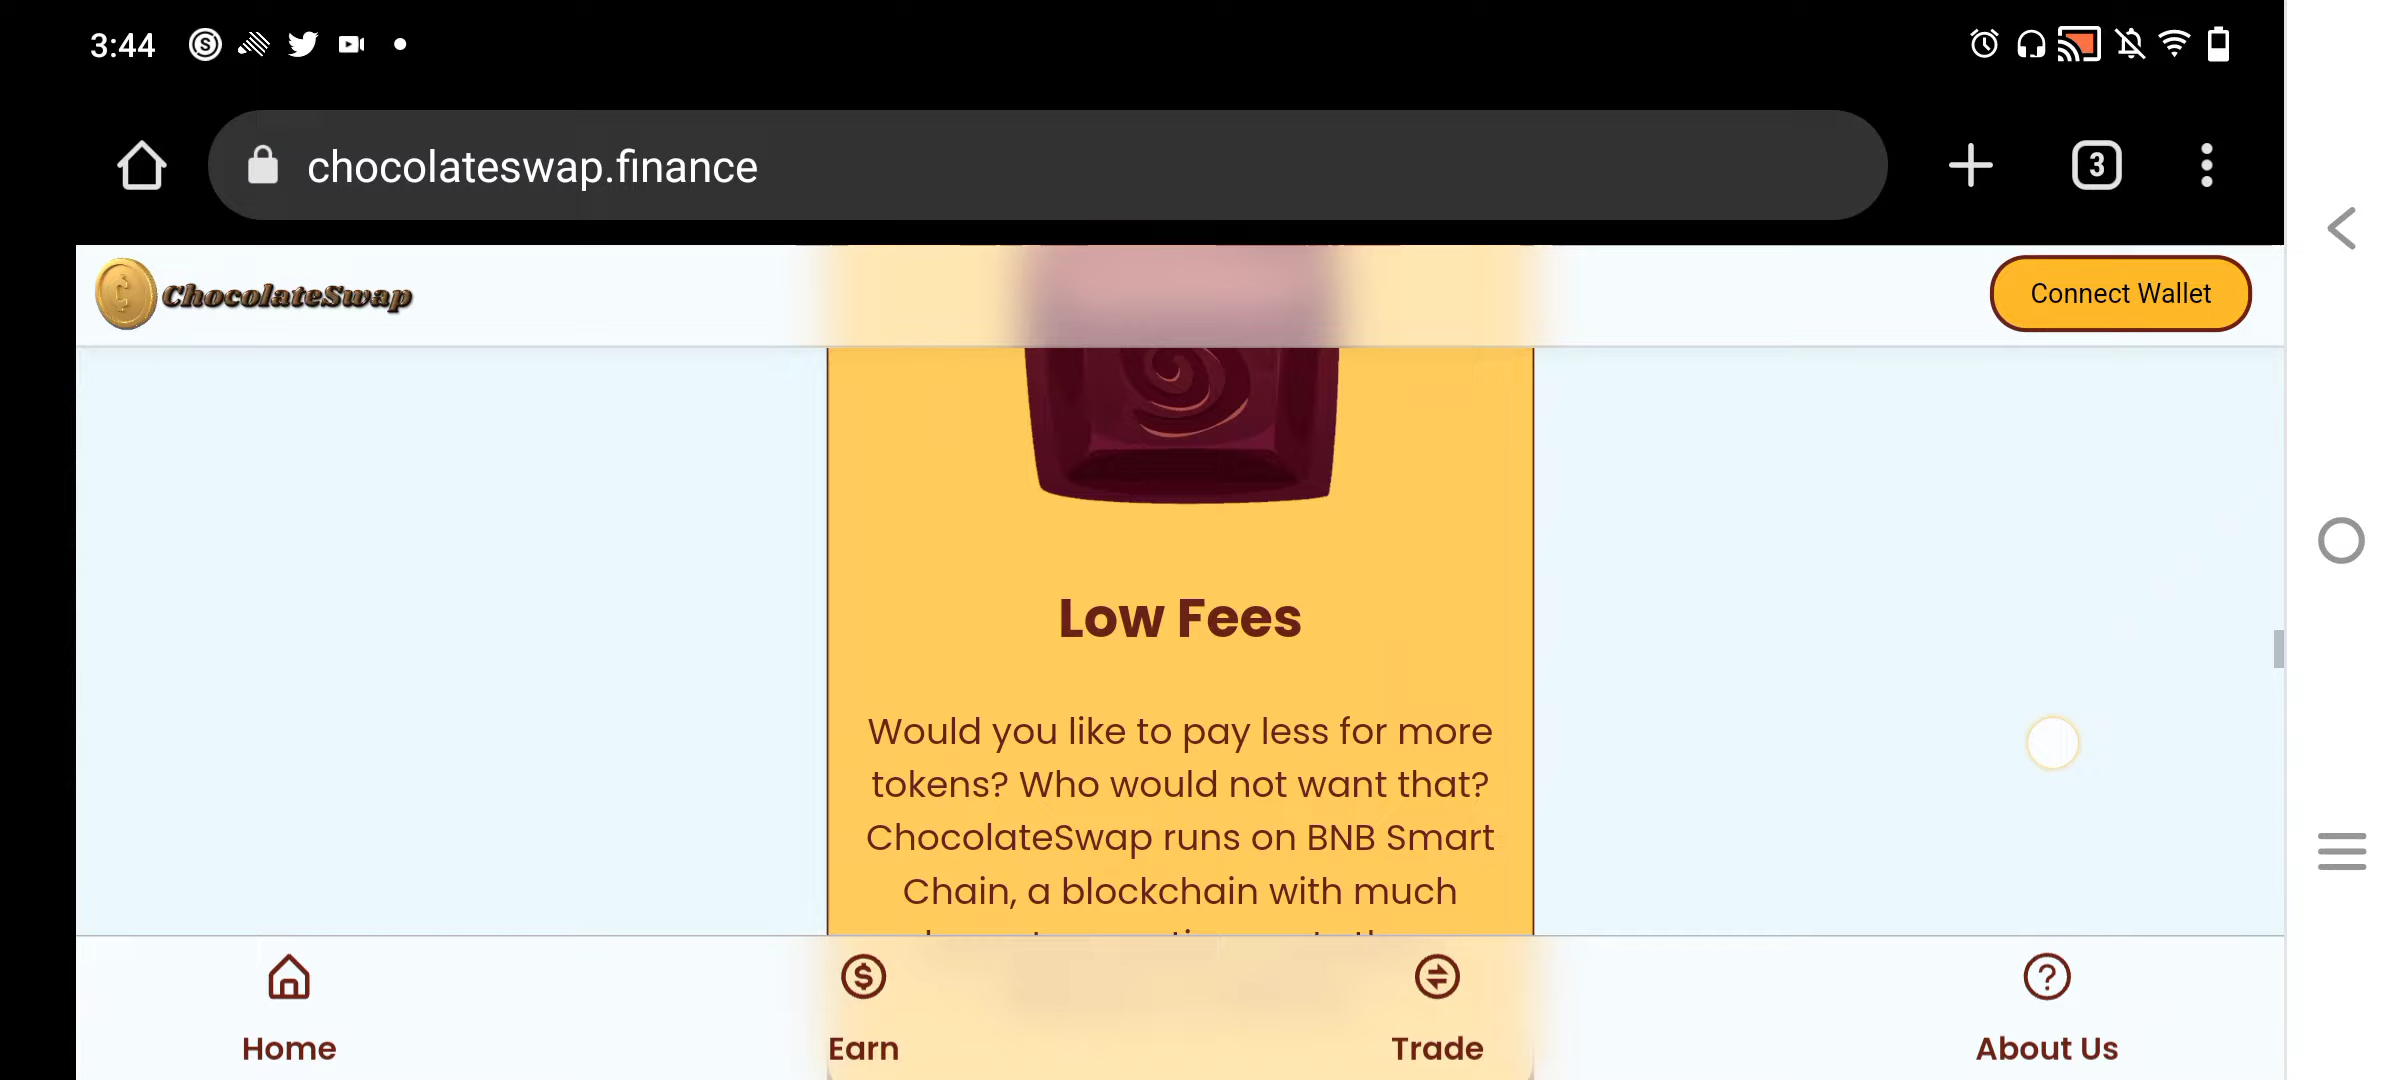 3:44
chocolateswap.finance
3
ChocolateSwap
Connect Wallet
Low Fees
Would you like to pay less for more
tokens? Who would not want that?
ChocolateSwap runs on BNB Smart
Chain, a blockchain with much
Home
Earn
Trade
About Us